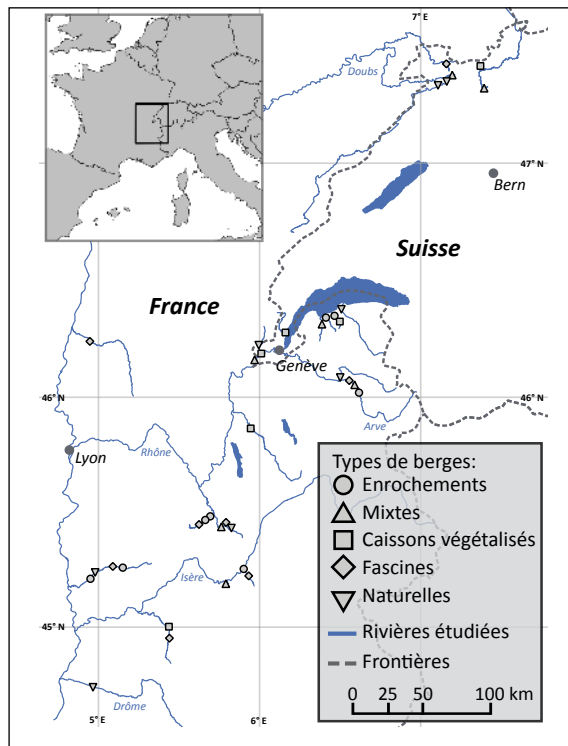 7° E
Doubs
47° N
Bern
Suisse
France
Genève
46° N
Arve
Lyon
Rhône
Types de berges:
Enrochements
Mixtes
Caissons végétalisés
Fascines
Naturelles
Rivières étudiées
Frontières
0 25 50 100 km
Isère
45° N
5° E
6° E
Drôme